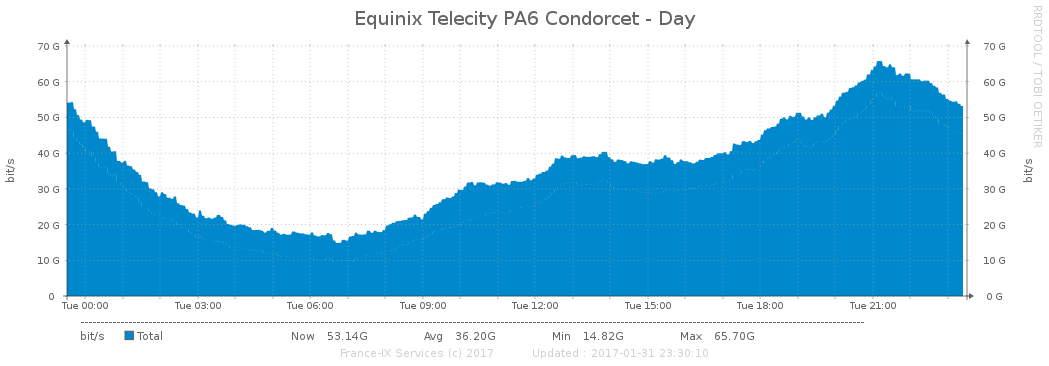 Equinix Telecity PA6 Condorcet - Day
RRDTOOL / TOBI OETIKER
70 G 70 G
60 G 60 G
50 G 50 G
40 G 40 G
30 G 30 G
20 G 20 G
10 G 10 G
0 0 G
bit/s bit/s
Tue 00:00 Tue 03:00 Tue 06:00 Tue 09:00 Tue 12:00 Tue 15:00 Tue 18:00 Tue 21:00
bit/s Total Now 53.14G Avg 36.20G Min 14.82G Max 65.70G
France-IX Services (c) 2017 Updated : 2017-01-31 23:30:10